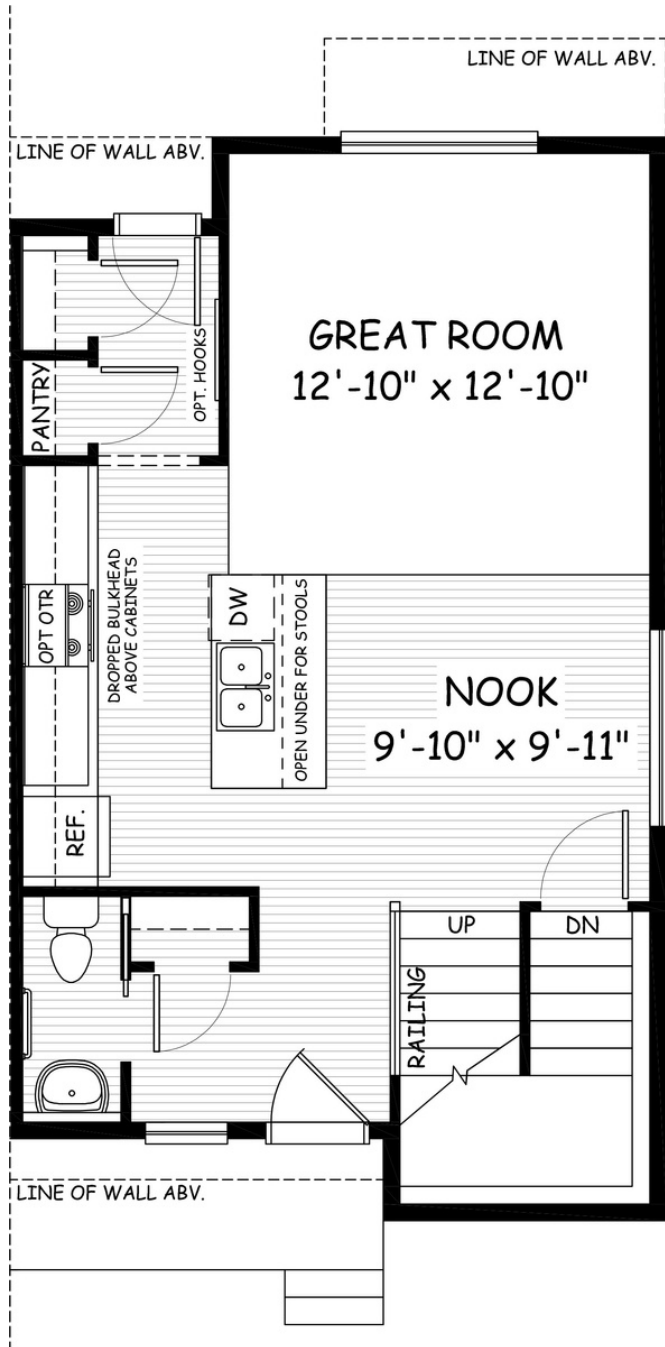 LINE OF WALL ABV.
LINE OF WALL ABV.
GREAT ROOM
12'-10" x 12'-10"
OPT. HOOKS
PANTRY
DROPPED BULKHEAD
ABOVE CABINETS
OPT OTR
DW
OPEN UNDER FOR STOOLS
NOOK
9'-10" x 9'-11"
REF.
UP
DN
RAILING
LINE OF WALL ABV.